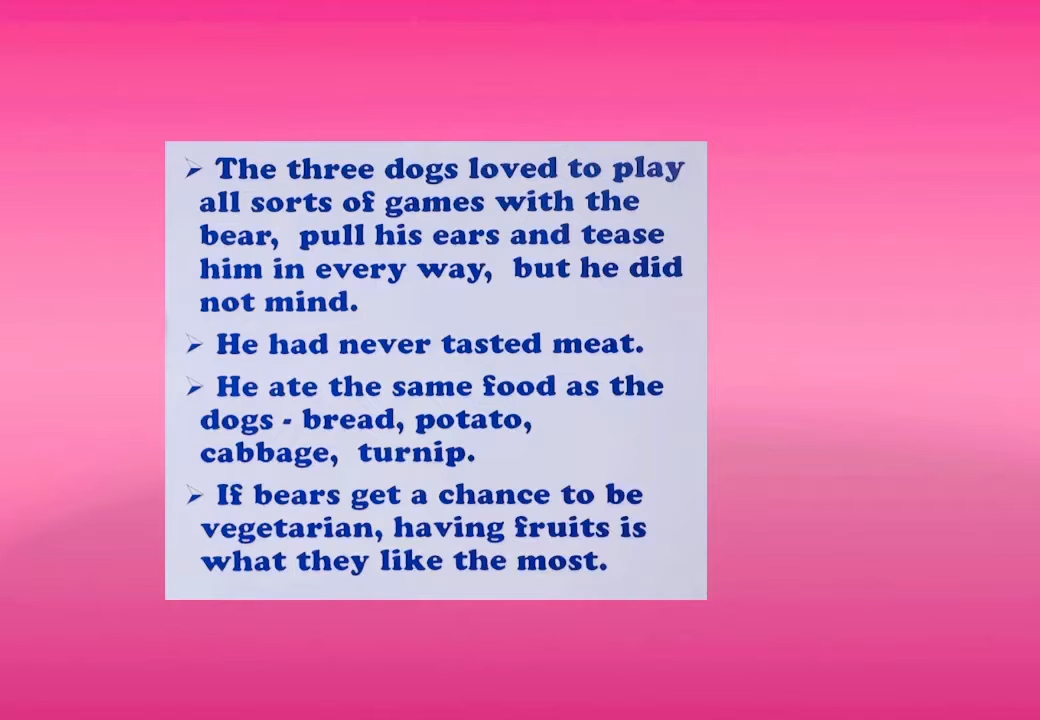 ➢ The three dogs loved to play
all sorts of games with the
bear, pull his ears and tease
him in every way, but he did
not mind.
➢ He had never tasted meat.
➢ He ate the same food as the
dogs - bread, potato,
cabbage, turnip.
➢ If bears get a chance to be
vegetarian, having fruits is
what they like the most.